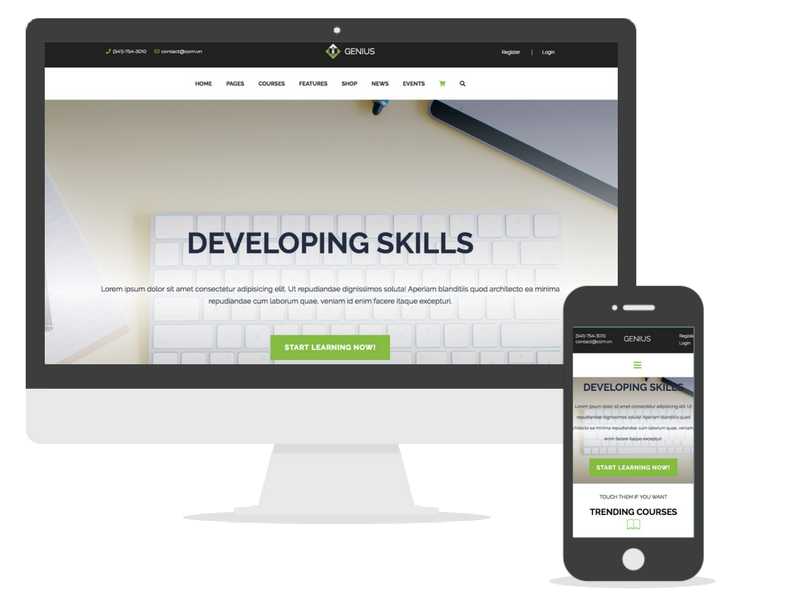 (541)-754-3010 contact@com.vn
GENIUS
Register | Login
HOME PAGES COURSES FEATURES SHOP NEWS EVENTS
DEVELOPING SKILLS
Lorem ipsum dolor sit amet consectetur adipisicing elit. Ut repudiandae dignissimos soluta! Aperiam blanditiis quod architecto ea minima
repudiandae cum laborum quae, veniam id enim facere itaque excepturi.
START LEARNING NOW!
(541)-754-3010
contact@com.vn
GENIUS
Registe
Login
DEVELOPING SKILLS
Lorem ipsum dolor sit amet consectetur adipisicing elit. Ut
repudiandae dignissimos soluta! Aperiam blanditiis quod
architecto ea minima repudiandae cum laborum quae, veniam
enim facere excepturi.
START LEARNING NOW!
TOUCH THEM IF YOU WANT
TRENDING COURSES